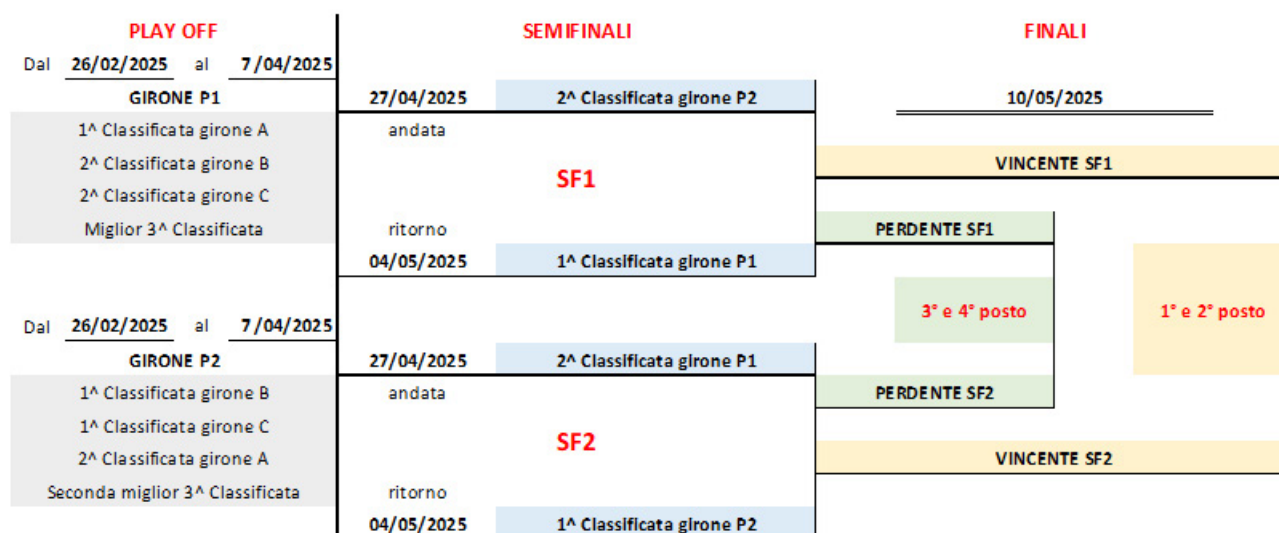 PLAY OFF SEMIFINALI FINALI
Dal 26/02/2025 al 7/04/2025
GIRONE P1 27/04/2025 2^ Classificata girone P2 10/05/2025
1^ Classificata girone A andata
2^ Classificata girone B VINCENTE SF1
SF1
2^ Classificata girone C
Miglior 3^ Classificata ritorno PERDENTE SF1
04/05/2025 1^ Classificata girone P1
3° e 4° posto 1° e 2° posto
Dal 26/02/2025 al 7/04/2025
GIRONE P2 27/04/2025 2^ Classificata girone P1
1^ Classificata girone B andata PERDENTE SF2
1^ Classificata girone C
SF2
2^ Classificata girone A VINCENTE SF2
Seconda miglior 3^ Classificata ritorno
04/05/2025 1^ Classificata girone P2